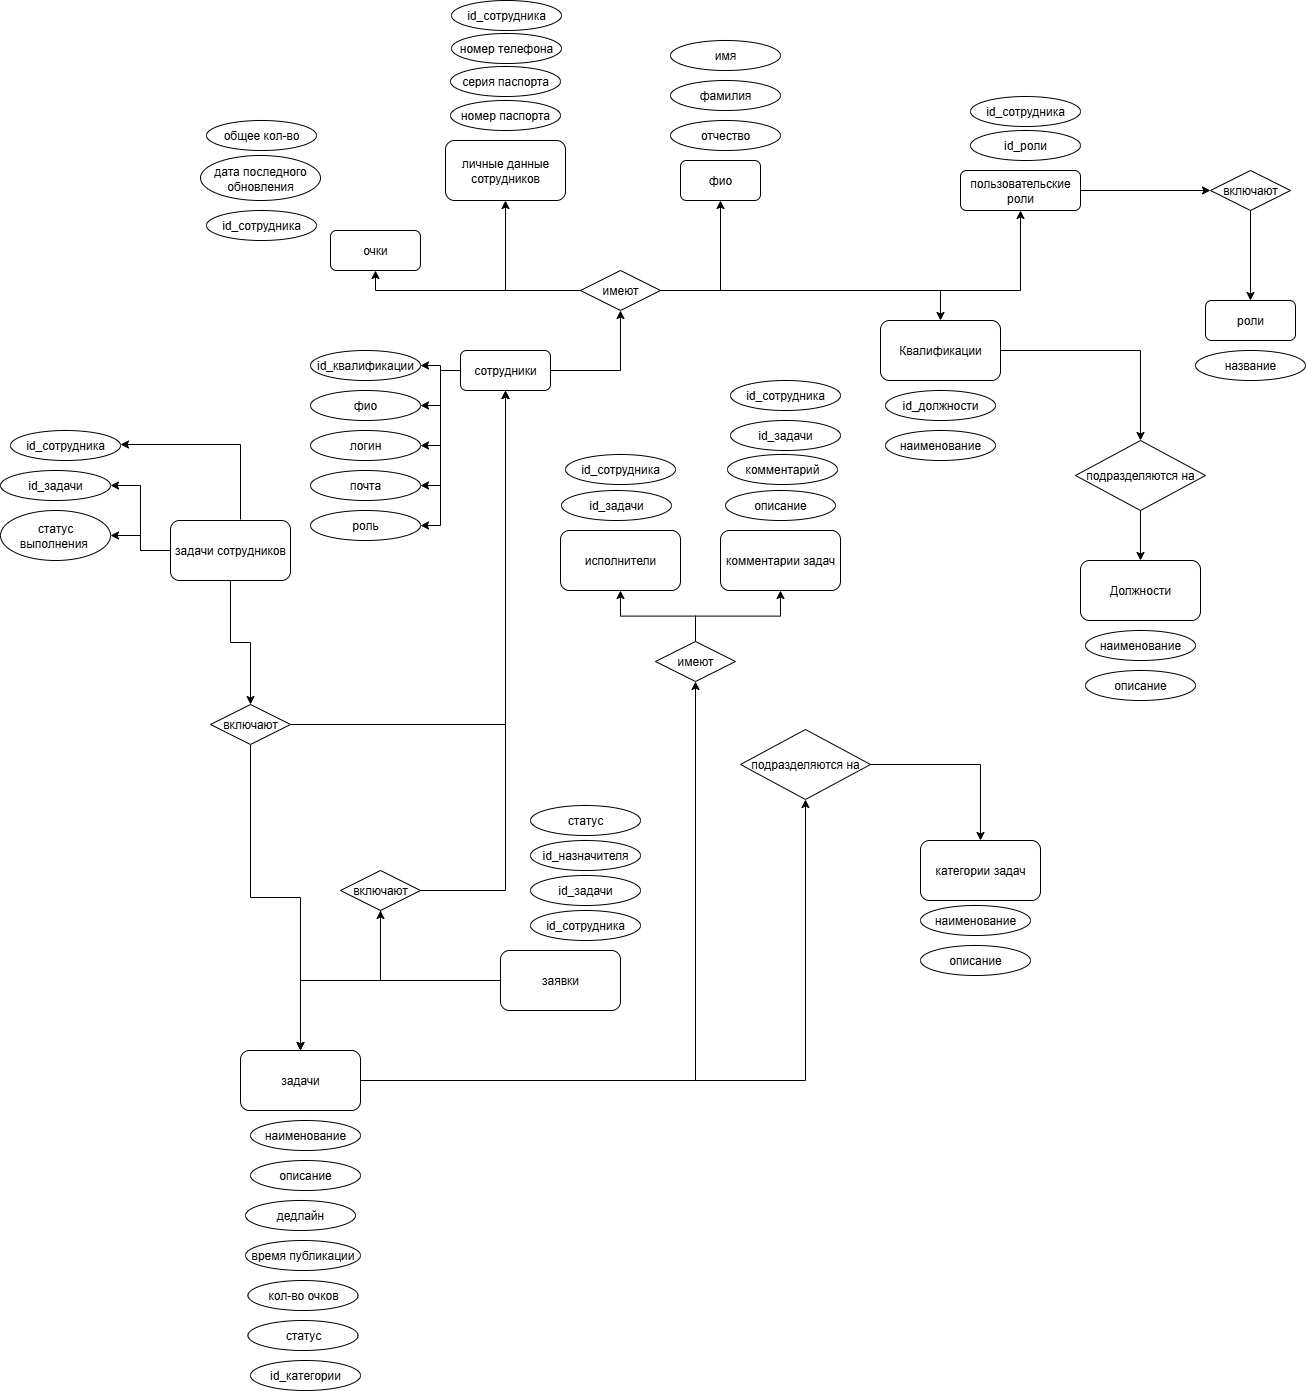 id_сотрудника
номер телефона
серия паспорта
номер паспорта
личные данные
сотрудников
имя
фамилия
отчество
фио
id_сотрудника
id_роли
пользовательские
роли
включают
роли
название
общее кол-во
дата последного
обновления
id_сотрудника
очки
имеют
Квалификации
id_должности
наименование
подразделяются на
Должности
наименование
описание
сотрудники
id_квалификации
фио
логин
почта
роль
id_сотрудника
id_задачи
статус
выполнения
задачи сотрудников
id_сотрудника
id_задачи
исполнители
id_сотрудника
id_задачи
комментарий
описание
комментарии задач
имеют
включают
подразделяются на
категории задач
наименование
описание
статус
id_назначителя
id_задачи
id_сотрудника
включают
заявки
задачи
наименование
описание
дедлайн
время публикации
кол-во очков
статус
id_категории